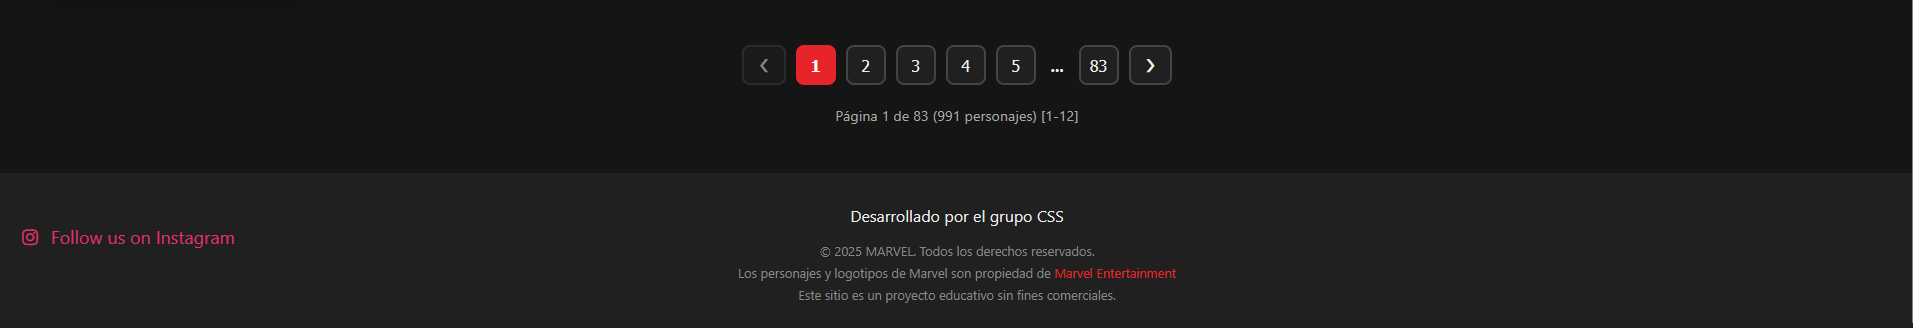 ‹ 1 2 3 4 5 ... 83 ›
Página 1 de 83 (991 personajes) [1-12]
Follow us on Instagram
Desarrollado por el grupo CSS
© 2025 MARVEL. Todos los derechos reservados.
Los personajes y logotipos de Marvel son propiedad de Marvel Entertainment
Este sitio es un proyecto educativo sin fines comerciales.